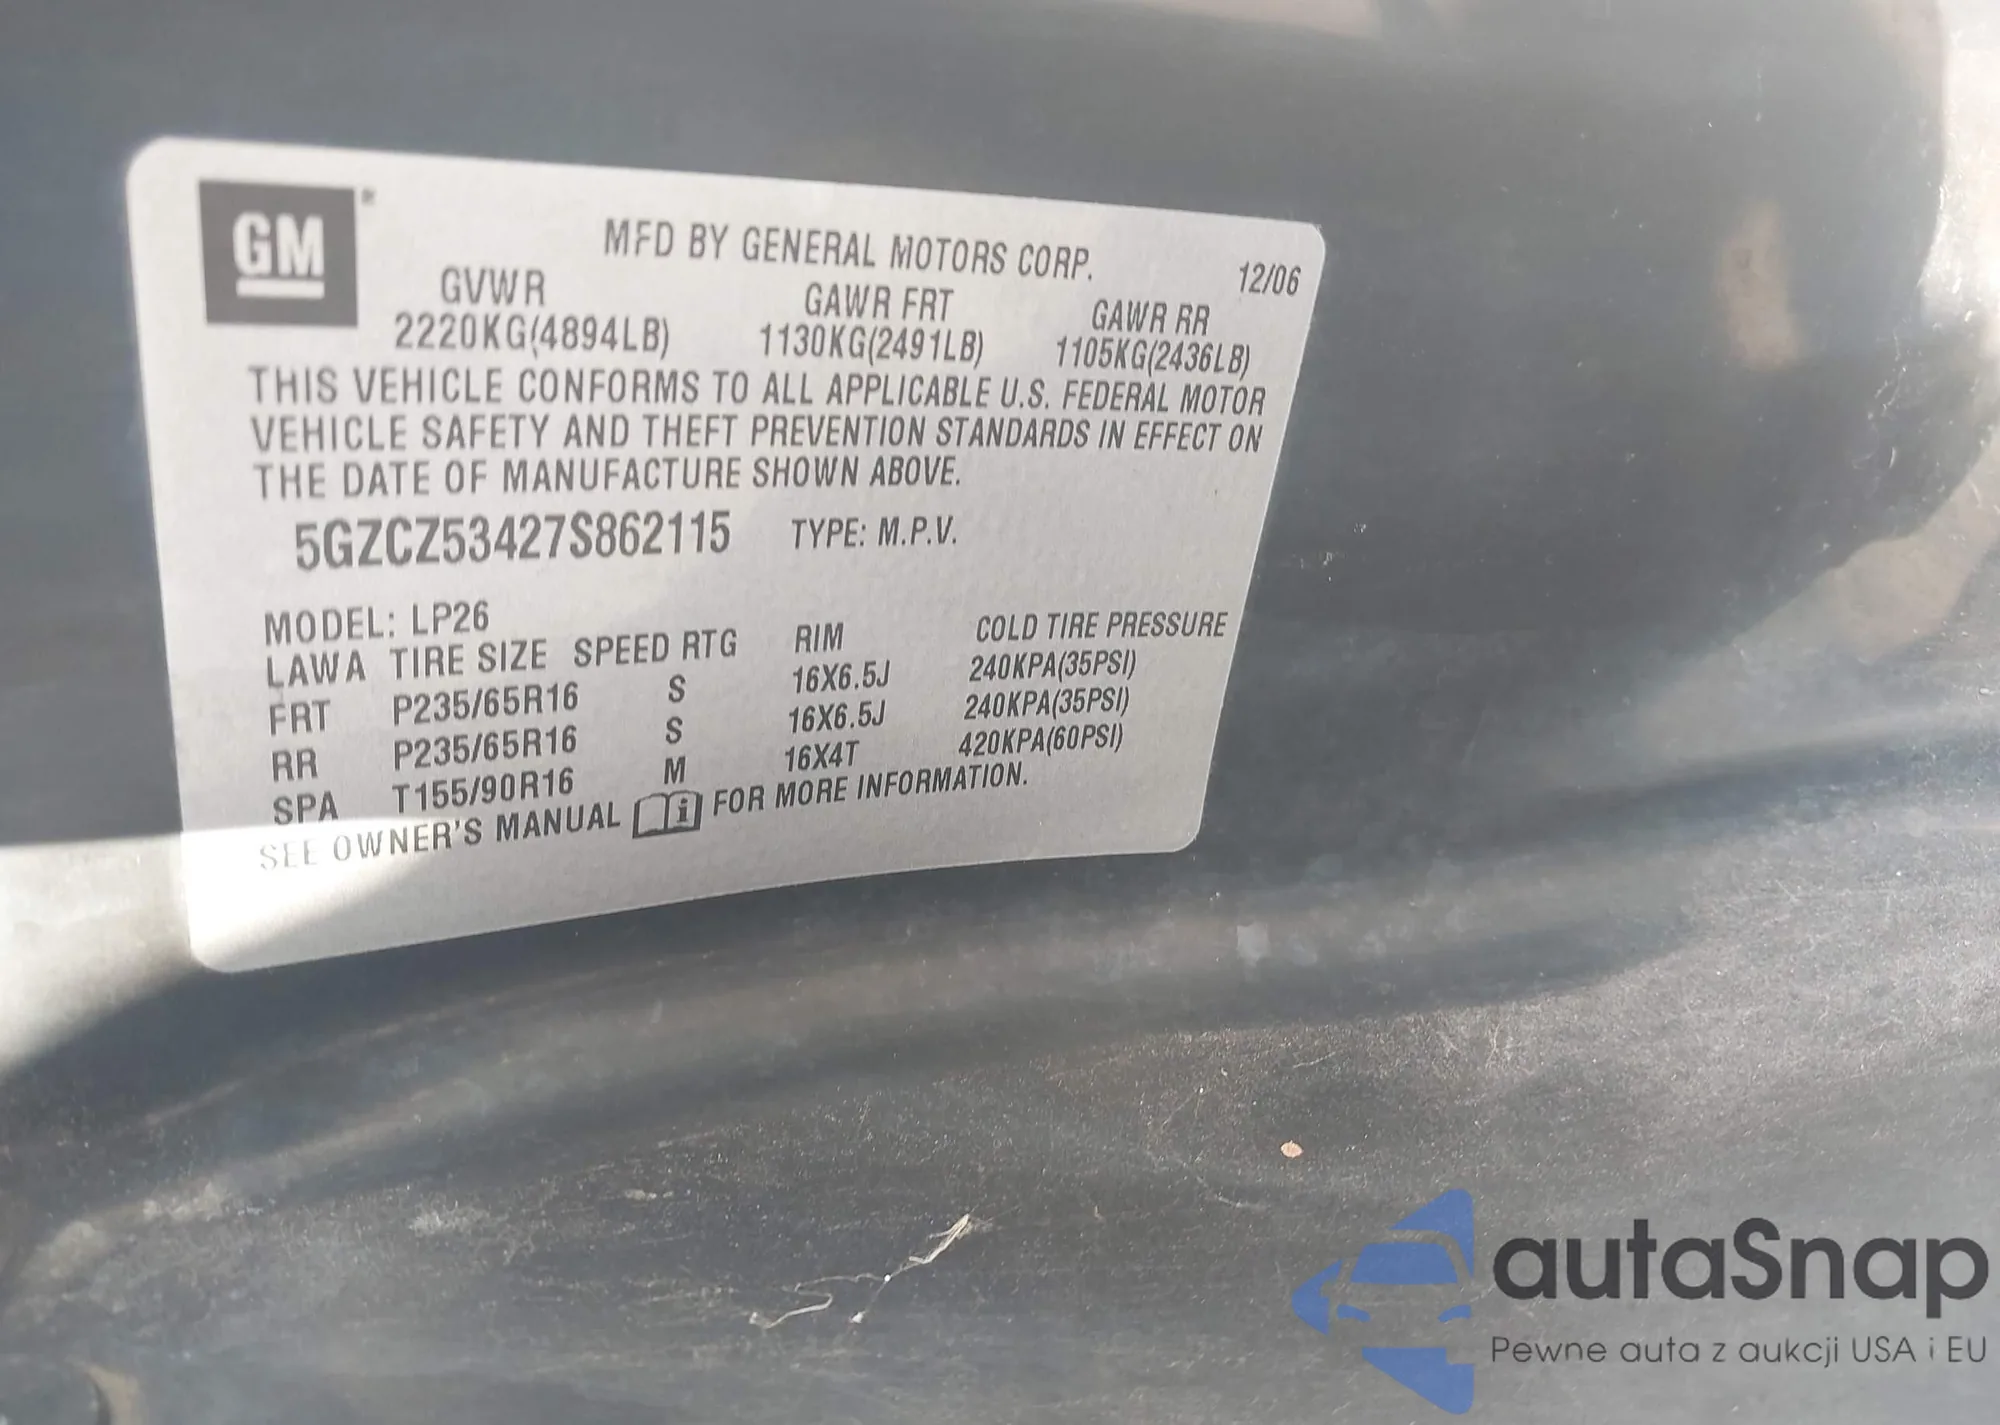 GM
MFD BY GENERAL MOTORS CORP. 12/06
GVWR GAWR FRT GAWR RR
2220KG(4894LB) 1130KG(2491LB) 1105KG(2436LB)
THIS VEHICLE CONFORMS TO ALL APPLICABLE U.S. FEDERAL MOTOR
VEHICLE SAFETY AND THEFT PREVENTION STANDARDS IN EFFECT ON
THE DATE OF MANUFACTURE SHOWN ABOVE.
5GZCZ53427S862115 TYPE: M.P.V.
MODEL: LP26
LAWA TIRE SIZE SPEED RTG RIM COLD TIRE PRESSURE
FRT P235/65R16 S 16X6.5J 240KPA(35PSI)
RR P235/65R16 S 16X6.5J 240KPA(35PSI)
SPA T155/90R16 M 16X4T 420KPA(60PSI)
SEE OWNER'S MANUAL i FOR MORE INFORMATION.
autaSnap
Pewne auta z aukcji USA i EU